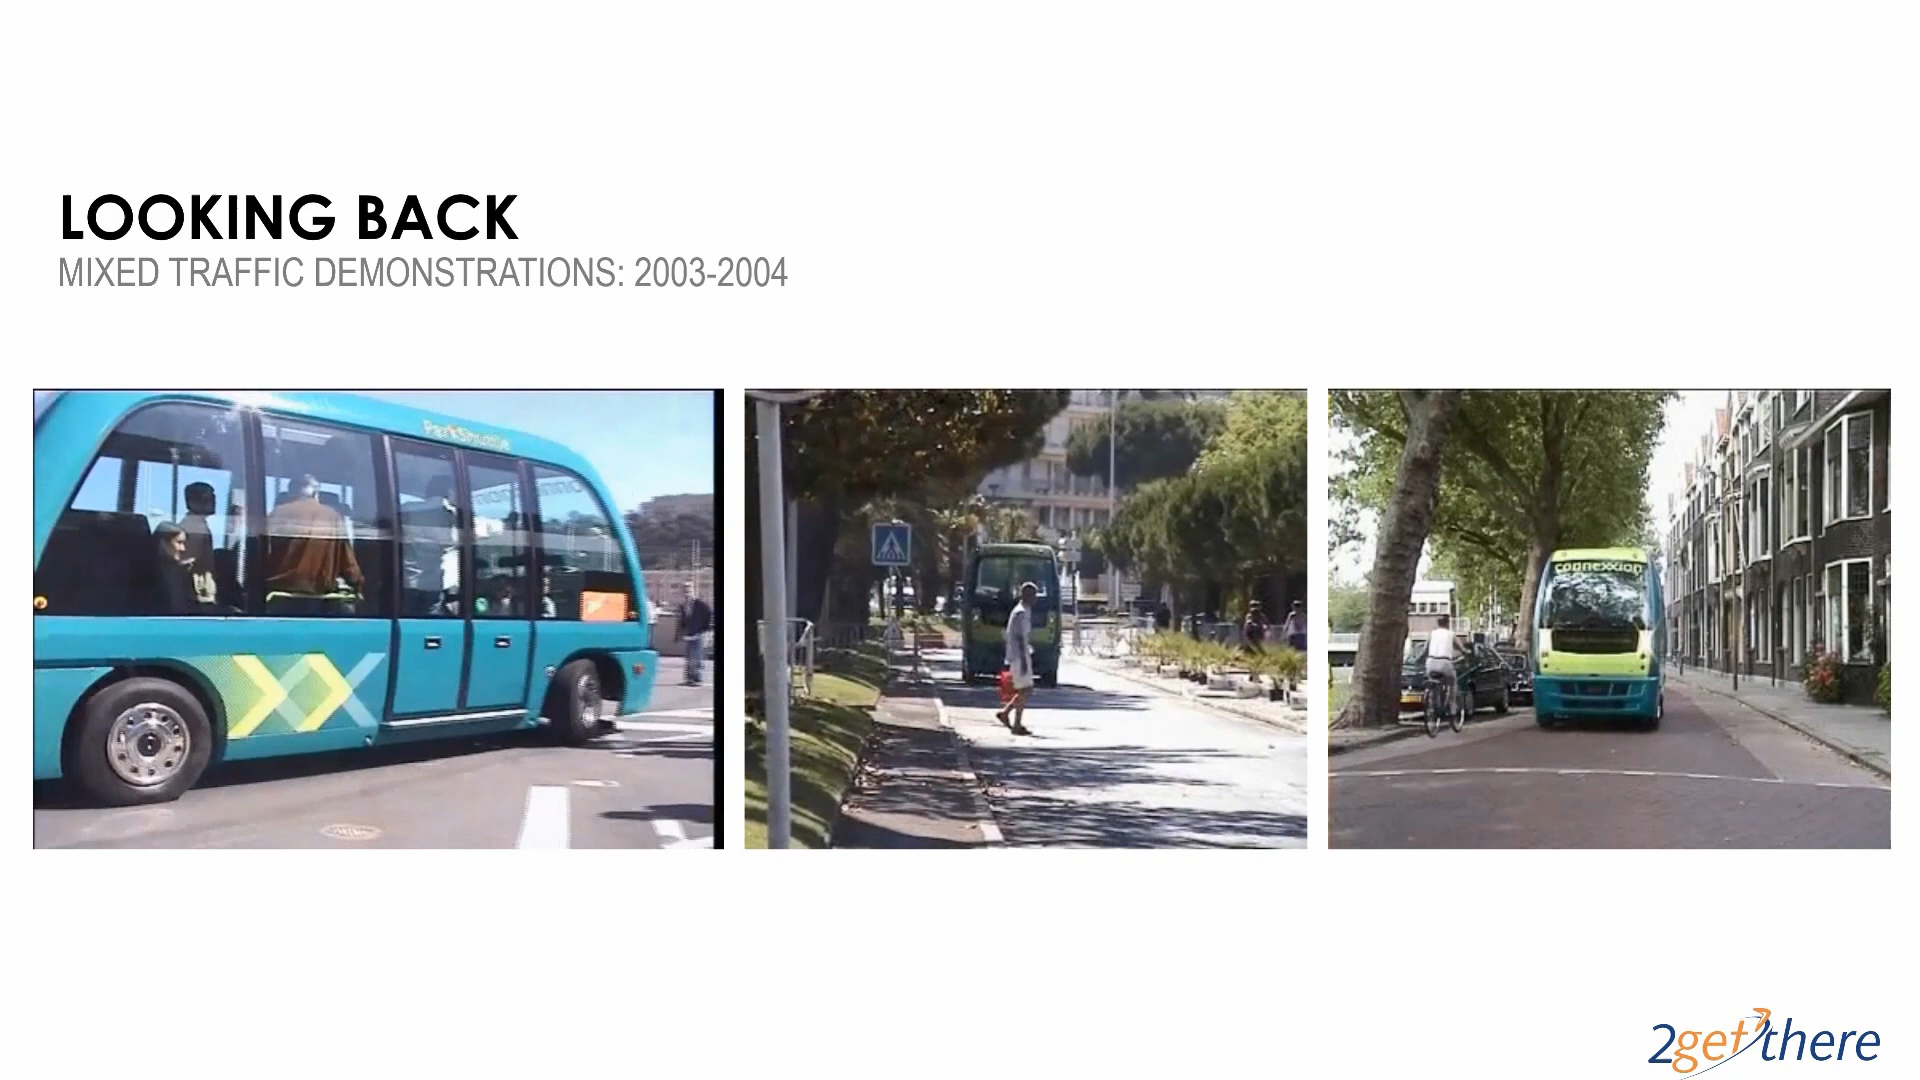 LOOKING BACK
MIXED TRAFFIC DEMONSTRATIONS: 2003-2004
ParkShuttle
connexxion
2getthere